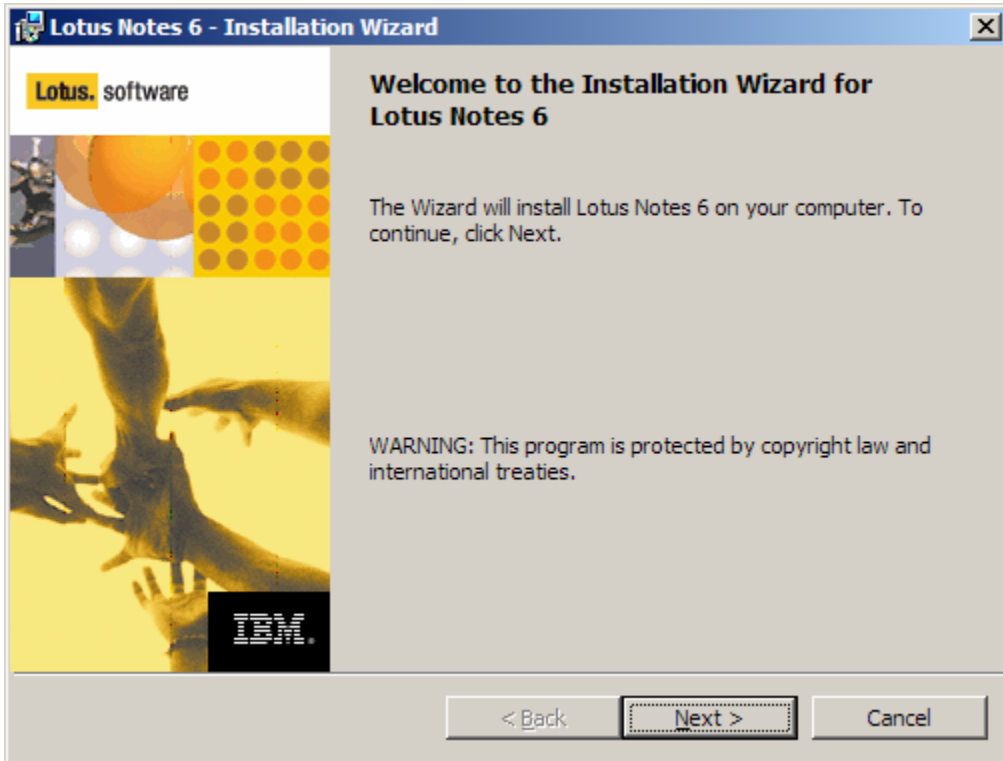 Lotus Notes 6 - Installation Wizard
Lotus. software
Welcome to the Installation Wizard for
Lotus Notes 6
The Wizard will install Lotus Notes 6 on your computer. To
continue, click Next.
WARNING: This program is protected by copyright law and
international treaties.
IBM.
< Back Next > Cancel